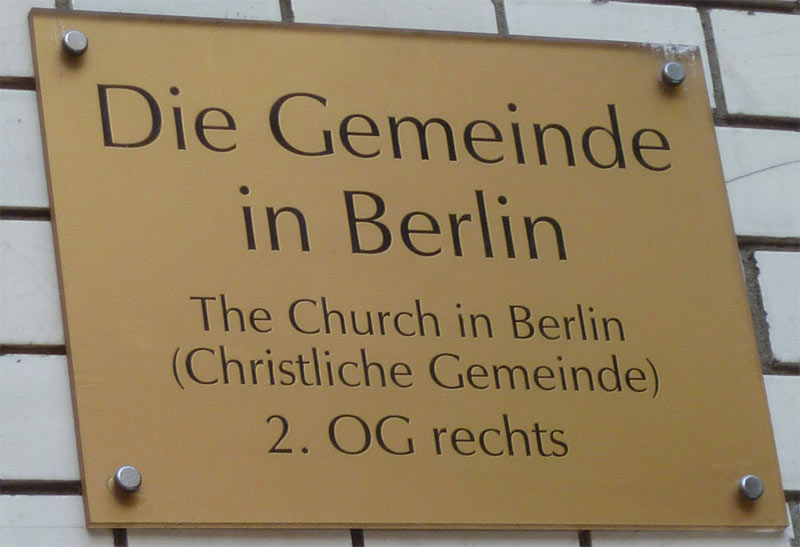 Die Gemeinde
in Berlin
The Church in Berlin
(Christliche Gemeinde)
2. OG rechts